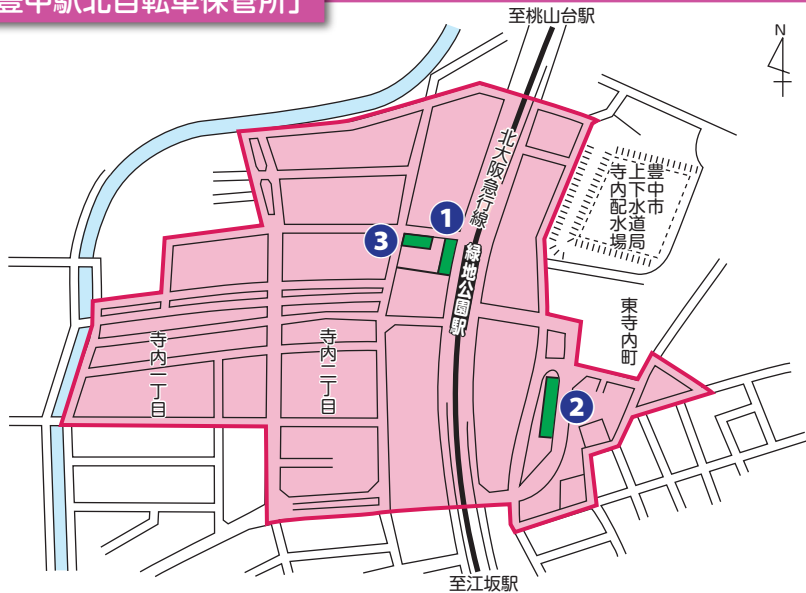 豊中駅北自転車保管所」
至桃山台駅
N
北大阪急行線
豊中市
上下水道局
寺内配水場
1
3
緑地公園駅
東寺内町
寺内一丁目
寺内二丁目
2
至江坂駅